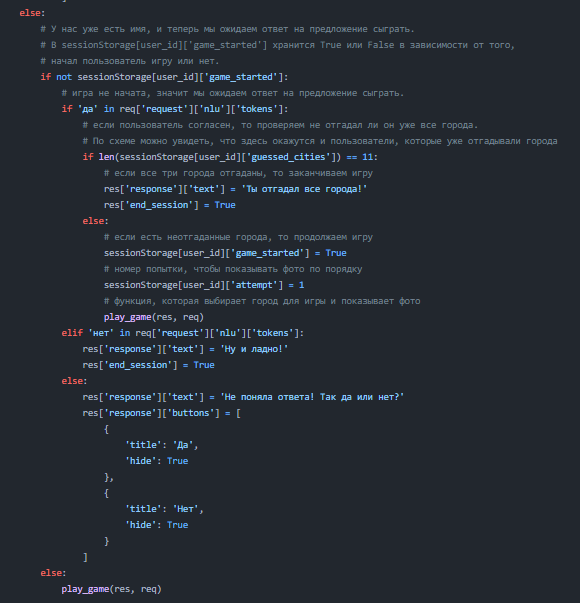 else:
# У нас уже есть имя, и теперь мы ожидаем ответ на предложение сыграть.
# В sessionStorage[user_id]['game_started'] хранится True или False в зависимости от того,
# начал пользователь игру или нет.
if not sessionStorage[user_id]['game_started']:
# игра не начата, значит мы ожидаем ответ на предложение сыграть.
if 'да' in req['request']['nlu']['tokens']:
# если пользователь согласен, то проверяем не отгадал ли он уже все города.
# По схеме можно увидеть, что здесь окажутся и пользователи, которые уже отгадывали города
if len(sessionStorage[user_id]['guessed_cities']) == 11:
# если все три города отгаданы, то заканчиваем игру
res['response']['text'] = 'Ты отгадал все города!'
res['end_session'] = True
else:
# если есть неотгаданные города, то продолжаем игру
sessionStorage[user_id]['game_started'] = True
# номер попытки, чтобы показывать фото по порядку
sessionStorage[user_id]['attempt'] = 1
# функция, которая выбирает город для игры и показывает фото
play_game(res, req)
elif 'нет' in req['request']['nlu']['tokens']:
res['response']['text'] = 'Ну и ладно!'
res['end_session'] = True
else:
res['response']['text'] = 'Не поняла ответа! Так да или нет?'
res['response']['buttons'] = [
{
'title': 'Да',
'hide': True
},
{
'title': 'Нет',
'hide': True
}
]
else:
play_game(res, req)